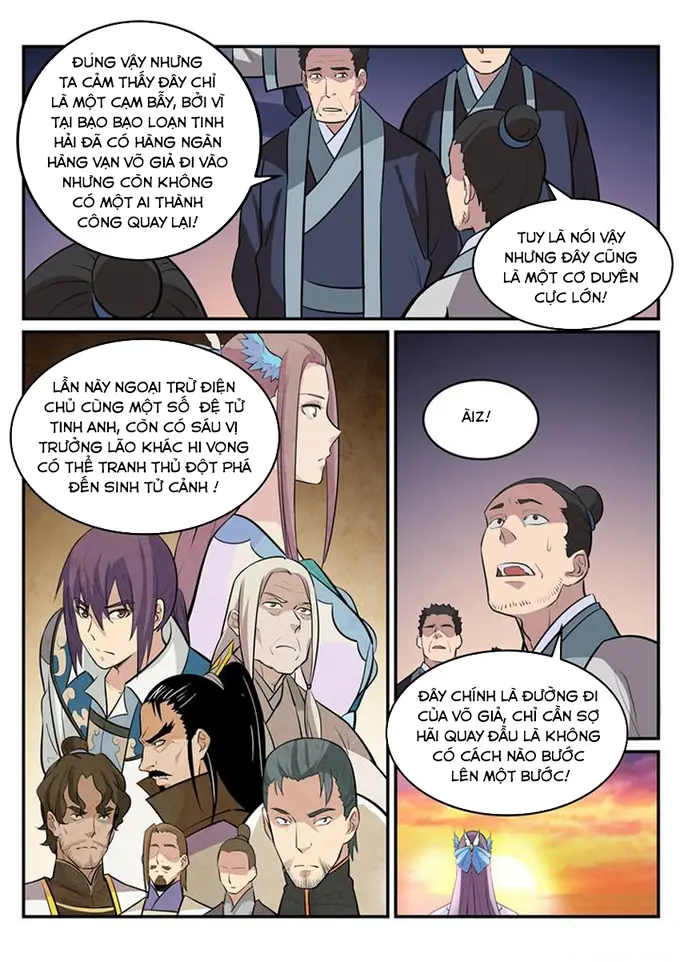 ĐÚNG VẬY NHƯNG
TA CẢM THẤY ĐÂY CHỈ
LÀ MỘT CẠM BẪY, BỞI VÌ
TẠI BẠO BẠO LOẠN TINH
HẢI ĐÃ CÓ HÀNG NGÀN
HÀNG VẠN VÕ GIẢ ĐI VÀO
NHƯNG CÒN KHÔNG
CÓ MỘT AI THÀNH
CÔNG QUAY LẠI!
TUY LÀ NÓI VẬY
NHƯNG ĐÂY CŨNG
LÀ MỘT CƠ DUYÊN
CỰC LỚN!
LẦN NÀY NGOẠI TRỪ ĐIỆN
CHỦ CÙNG MỘT SỐ ĐỆ TỬ
TINH ANH, CÒN CÓ SÁU VỊ
TRƯỞNG LÃO KHÁC HI VỌNG
CÓ THỂ TRANH THỦ ĐỘT PHÁ
ĐẾN SINH TỬ CẢNH !
ÀIZ!
ĐÂY CHÍNH LÀ ĐƯỜNG ĐI
CỦA VÕ GIẢ, CHỈ CẦN SỢ
HÃI QUAY ĐẦU LÀ KHÔNG
CÓ CÁCH NÀO BƯỚC
LÊN MỘT BƯỚC!